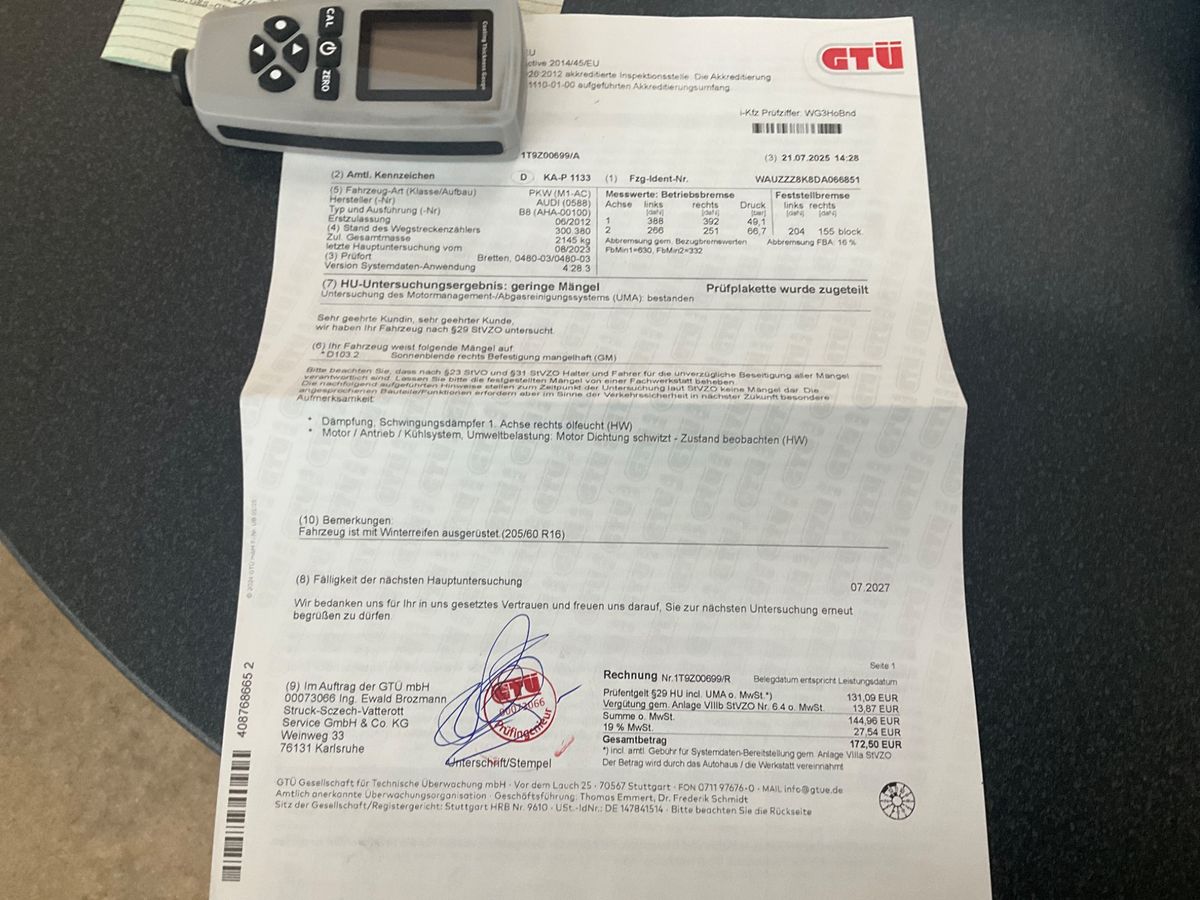 CAL
ZERO
Coating Thickness Gauge
EU
ective 2014/45/EU
20:2012 akkreditierte Inspektionsstelle. Die Akkreditierung
1110-01-00 aufgeführten Akkreditierungsumfang.
GTÜ
i-Kfz Prüfziffer: WG3HoBnd
1T9Z00699/A
(3) 21.07.2025 14:28
(2) Amtl. Kennzeichen D KA-P 1133 (1) Fzg-Ident-Nr. WAUZZZ8K8DA066851
(5) Fahrzeug-Art (Klasse/Aufbau) PKW (M1-AC)
Hersteller (-Nr) AUDI (0588)
Typ und Ausführung (-Nr) B8 (AHA-00100)
Erstzulassung 06/2012
(4) Stand des Wegstreckenzählers 300.380
Zul. Gesamtmasse 2145 kg
letzte Hauptuntersuchung vom 08/2023
(3) Prüfort Bretten, 0480-03/0480-03
Version Systemdaten-Anwendung 4.28.3
Messwerte: Betriebsbremse Feststellbremse
Achse links rechts Druck links rechts
[daN] [daN] [bar] [daN] [daN]
1 388 392 49,1
2 266 251 66,7 204 155 block.
Abbremsung gem. Bezugbremswerten Abbremsung FBA: 16 %
FbMin1=630, FbMin2=332
(7) HU-Untersuchungsergebnis: geringe Mängel Prüfplakette wurde zugeteilt
Untersuchung des Motormanagement-/Abgasreinigungssystems (UMA): bestanden
Sehr geehrte Kundin, sehr geehrter Kunde,
wir haben Ihr Fahrzeug nach §29 StVZO untersucht.
(6) Ihr Fahrzeug weist folgende Mängel auf
* D103.2 Sonnenblende rechts Befestigung mangelhaft (GM)
Bitte beachten Sie, dass nach §23 StVO und §31 StVZO Halter und Fahrer für die unverzügliche Beseitigung aller Mängel
verantwortlich sind. Lassen Sie bitte die festgestellten Mängel von einer Fachwerkstatt beheben.
Die nachfolgend aufgeführten Hinweise stellen zum Zeitpunkt der Untersuchung laut StVZO keine Mängel dar. Die
angesprochenen Bauteile/Funktionen erfordern aber im Sinne der Verkehrssicherheit in nächster Zukunft besondere
Aufmerksamkeit.
* Dämpfung, Schwingungsdämpfer 1. Achse rechts ölfeucht (HW)
* Motor / Antrieb / Kühlsystem, Umweltbelastung: Motor Dichtung schwitzt - Zustand beobachten (HW)
(10) Bemerkungen:
Fahrzeug ist mit Winterreifen ausgerüstet.(205/60 R16)
(8) Fälligkeit der nächsten Hauptuntersuchung 07.2027
Wir bedanken uns für Ihr in uns gesetztes Vertrauen und freuen uns darauf, Sie zur nächsten Untersuchung erneut
begrüßen zu dürfen.
Seite 1
(9) Im Auftrag der GTÜ mbH
00073066 Ing. Ewald Brozmann
Struck-Sczech-Vatterott
Service GmbH & Co. KG
Weinweg 33
76131 Karlsruhe
GTÜ
00073066
Prüfingenieur
Unterschrift/Stempel
Rechnung Nr.1T9Z00699/R Belegdatum entspricht Leistungsdatum
Prüfentgelt §29 HU incl. UMA o. MwSt.*) 131,09 EUR
Vergütung gem. Anlage VIIIb StVZO Nr. 6.4 o. MwSt. 13,87 EUR
Summe o. MwSt. 144,96 EUR
19 % MwSt. 27,54 EUR
Gesamtbetrag 172,50 EUR
*) incl. amtl. Gebühr für Systemdaten-Bereitstellung gem. Anlage VIIIa StVZO
Der Betrag wird durch das Autohaus / die Werkstatt vereinnahmt
GTÜ Gesellschaft für Technische Überwachung mbH · Vor dem Lauch 25 · 70567 Stuttgart · FON 0711 97676-0 · MAIL info@gtue.de
Amtlich anerkannte Überwachungsorganisation · Geschäftsführung: Thomas Emmert, Dr. Frederik Schmidt
Sitz der Gesellschaft/Registergericht: Stuttgart HRB Nr. 9610 · USt.-IdNr.: DE 147841514 · Bitte beachten Sie die Rückseite
408768665 2